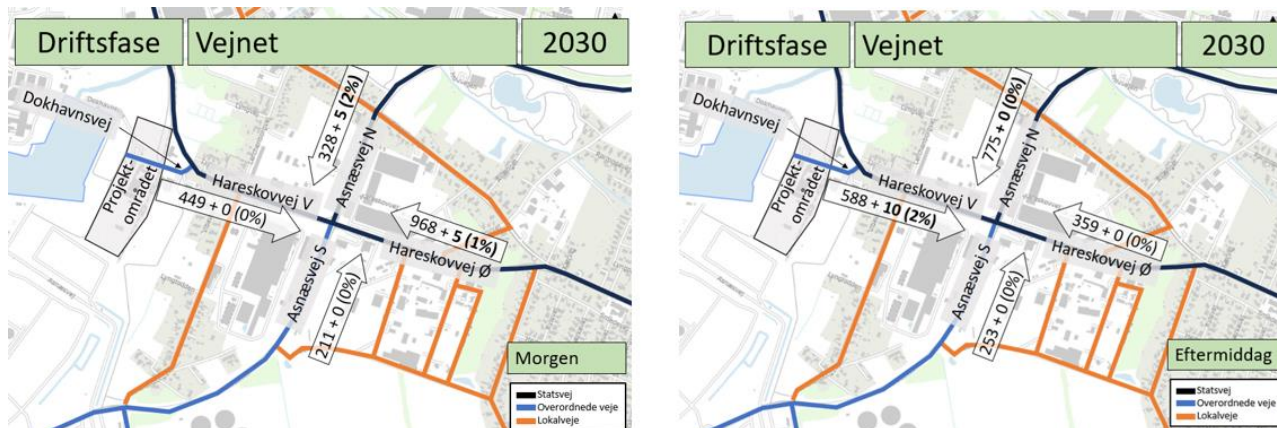 Driftsfase
Vejnet
2030
Dokhavnsvej
Projekt-
området
Hareskovvej V
449 + 0 (0%)
328 + 5 (2%)
Asnæsvej N
968 + 5 (1%)
Hareskovvej Ø
Asnæsvej S
211 + 0 (0%)
Morgen
Statsvej
Overordnede veje
Lokalveje
Driftsfase
Vejnet
2030
Dokhavnsvej
Projekt-
området
Hareskovvej V
588 + 10 (2%)
775 + 0 (0%)
Asnæsvej N
359 + 0 (0%)
Hareskovvej Ø
Asnæsvej S
253 + 0 (0%)
Eftermiddag
Statsvej
Overordnede veje
Lokalveje